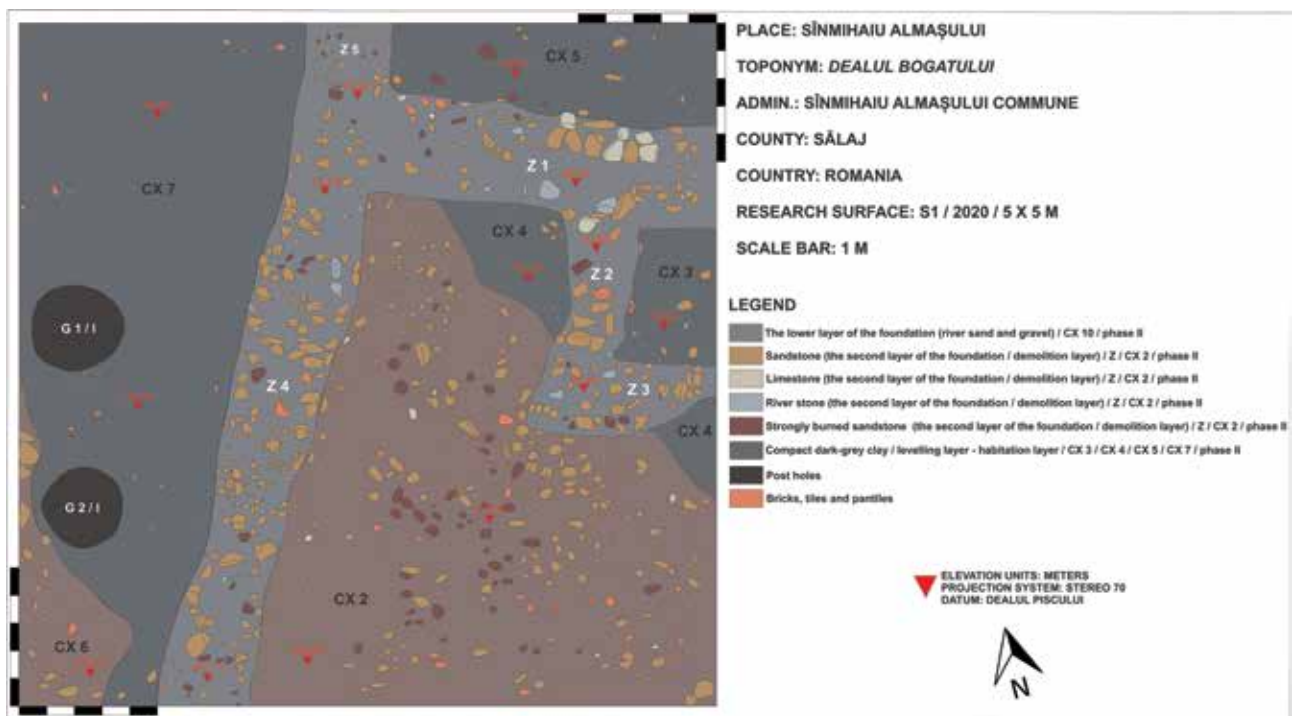 Z 5
CX 5
CX 7
Z 1
CX 4
Z 2
CX 3
G 1 / I
Z 4
Z 3
CX 4
G 2 / I
CX 2
CX 6
PLACE: SÎNMIHAIU ALMAȘULUI
TOPONYM: DEALUL BOGATULUI
ADMIN.: SÎNMIHAIU ALMAȘULUI COMMUNE
COUNTY: SĂLAJ
COUNTRY: ROMANIA
RESEARCH SURFACE: S1 / 2020 / 5 X 5 M
SCALE BAR: 1 M
LEGEND
The lower layer of the foundation (river sand and gravel) / CX 10 / phase II
Sandstone (the second layer of the foundation / demolition layer) / Z / CX 2 / phase II
Limestone (the second layer of the foundation / demolition layer) / Z / CX 2 / phase II
River stone (the second layer of the foundation / demolition layer) / Z / CX 2 / phase II
Strongly burned sandstone (the second layer of the foundation / demolition layer) / Z / CX 2 / phase II
Compact dark-grey clay / levelling layer - habitation layer / CX 3 / CX 4 / CX 5 / CX 7 / phase II
Post holes
Bricks, tiles and pantiles
ELEVATION UNITS: METERS
PROJECTION SYSTEM: STEREO 70
DATUM: DEALUL PISCULUI
N